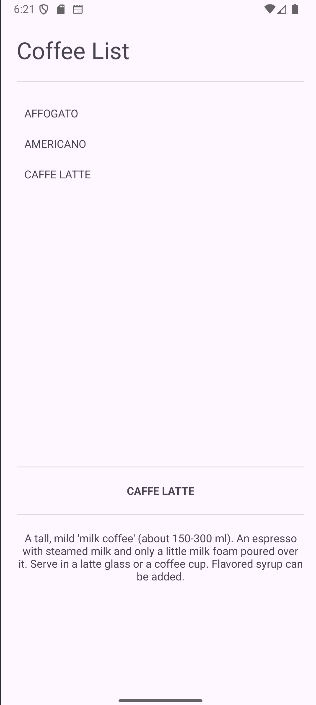 6:21
Coffee List
AFFOGATO
AMERICANO
CAFFE LATTE
CAFFE LATTE
A tall, mild 'milk coffee' (about 150-300 ml). An espresso
with steamed milk and only a little milk foam poured over
it. Serve in a latte glass or a coffee cup. Flavored syrup can
be added.